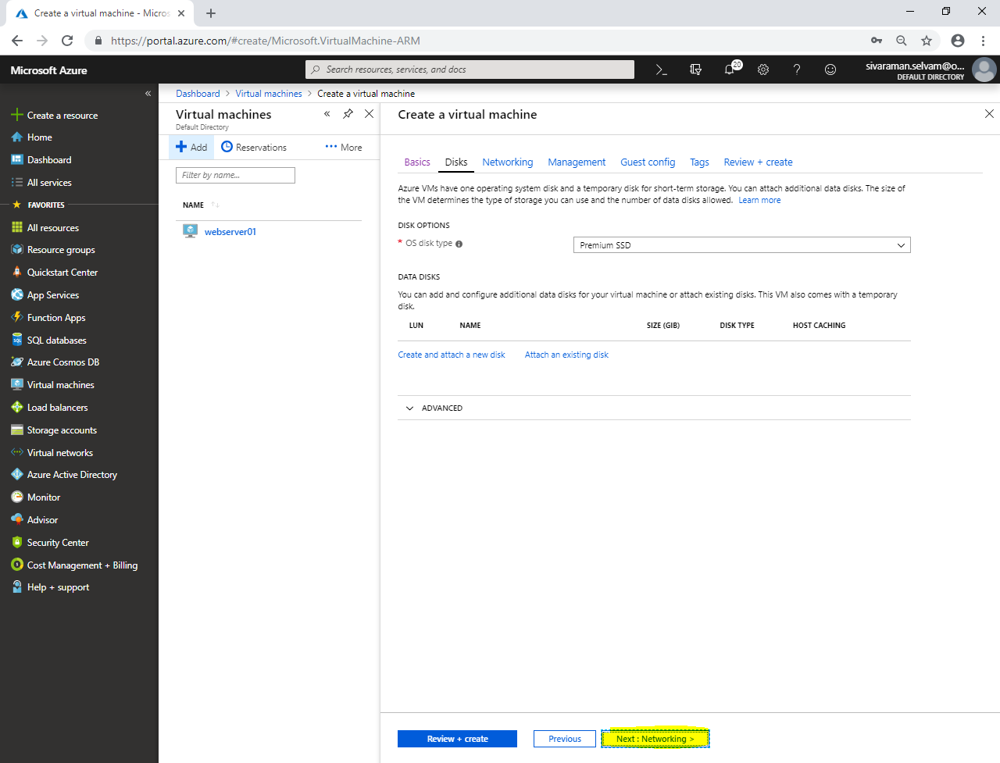 Create a virtual machine - Micros
https://portal.azure.com/#create/Microsoft.VirtualMachine-ARM
Microsoft Azure
Search resources, services, and docs
20
sivaraman.selvam@o...
DEFAULT DIRECTORY
Create a resource
Home
Dashboard
All services
FAVORITES
All resources
Resource groups
Quickstart Center
App Services
Function Apps
SQL databases
Azure Cosmos DB
Virtual machines
Load balancers
Storage accounts
Virtual networks
Azure Active Directory
Monitor
Advisor
Security Center
Cost Management + Billing
Help + support
Dashboard > Virtual machines > Create a virtual machine
Virtual machines
Default Directory
Add Reservations ... More
Filter by name...
NAME
webserver01
Create a virtual machine
Basics Disks Networking Management Guest config Tags Review + create
Azure VMs have one operating system disk and a temporary disk for short-term storage. You can attach additional data disks. The size of
the VM determines the type of storage you can use and the number of data disks allowed. Learn more
DISK OPTIONS
* OS disk type Premium SSD
DATA DISKS
You can add and configure additional data disks for your virtual machine or attach existing disks. This VM also comes with a temporary
disk.
LUN NAME SIZE (GIB) DISK TYPE HOST CACHING
Create and attach a new disk Attach an existing disk
ADVANCED
Review + create Previous Next : Networking >